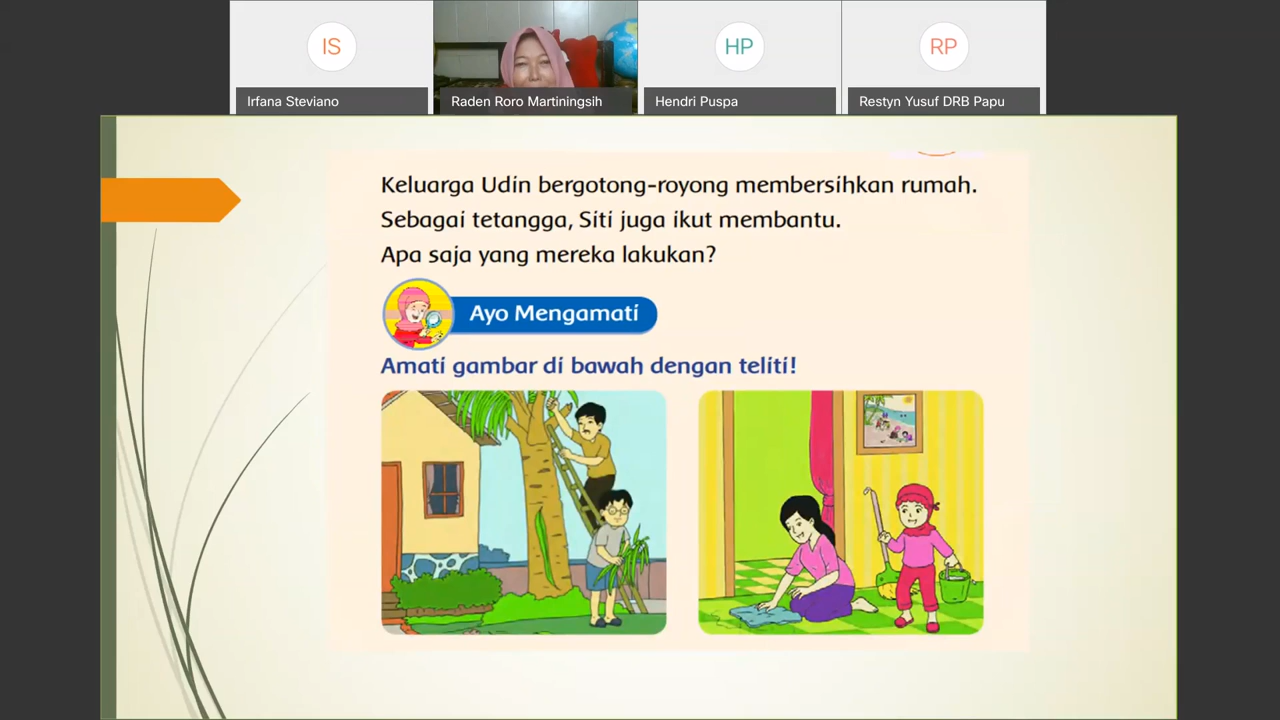 IS
HP
RP
Irfana Steviano
Raden Roro Martiningsih
Hendri Puspa
Restyn Yusuf DRB Papu
Keluarga Udin bergotong-royong membersihkan rumah.
Sebagai tetangga, Siti juga ikut membantu.
Apa saja yang mereka lakukan?
Ayo Mengamati
Amati gambar di bawah dengan teliti!